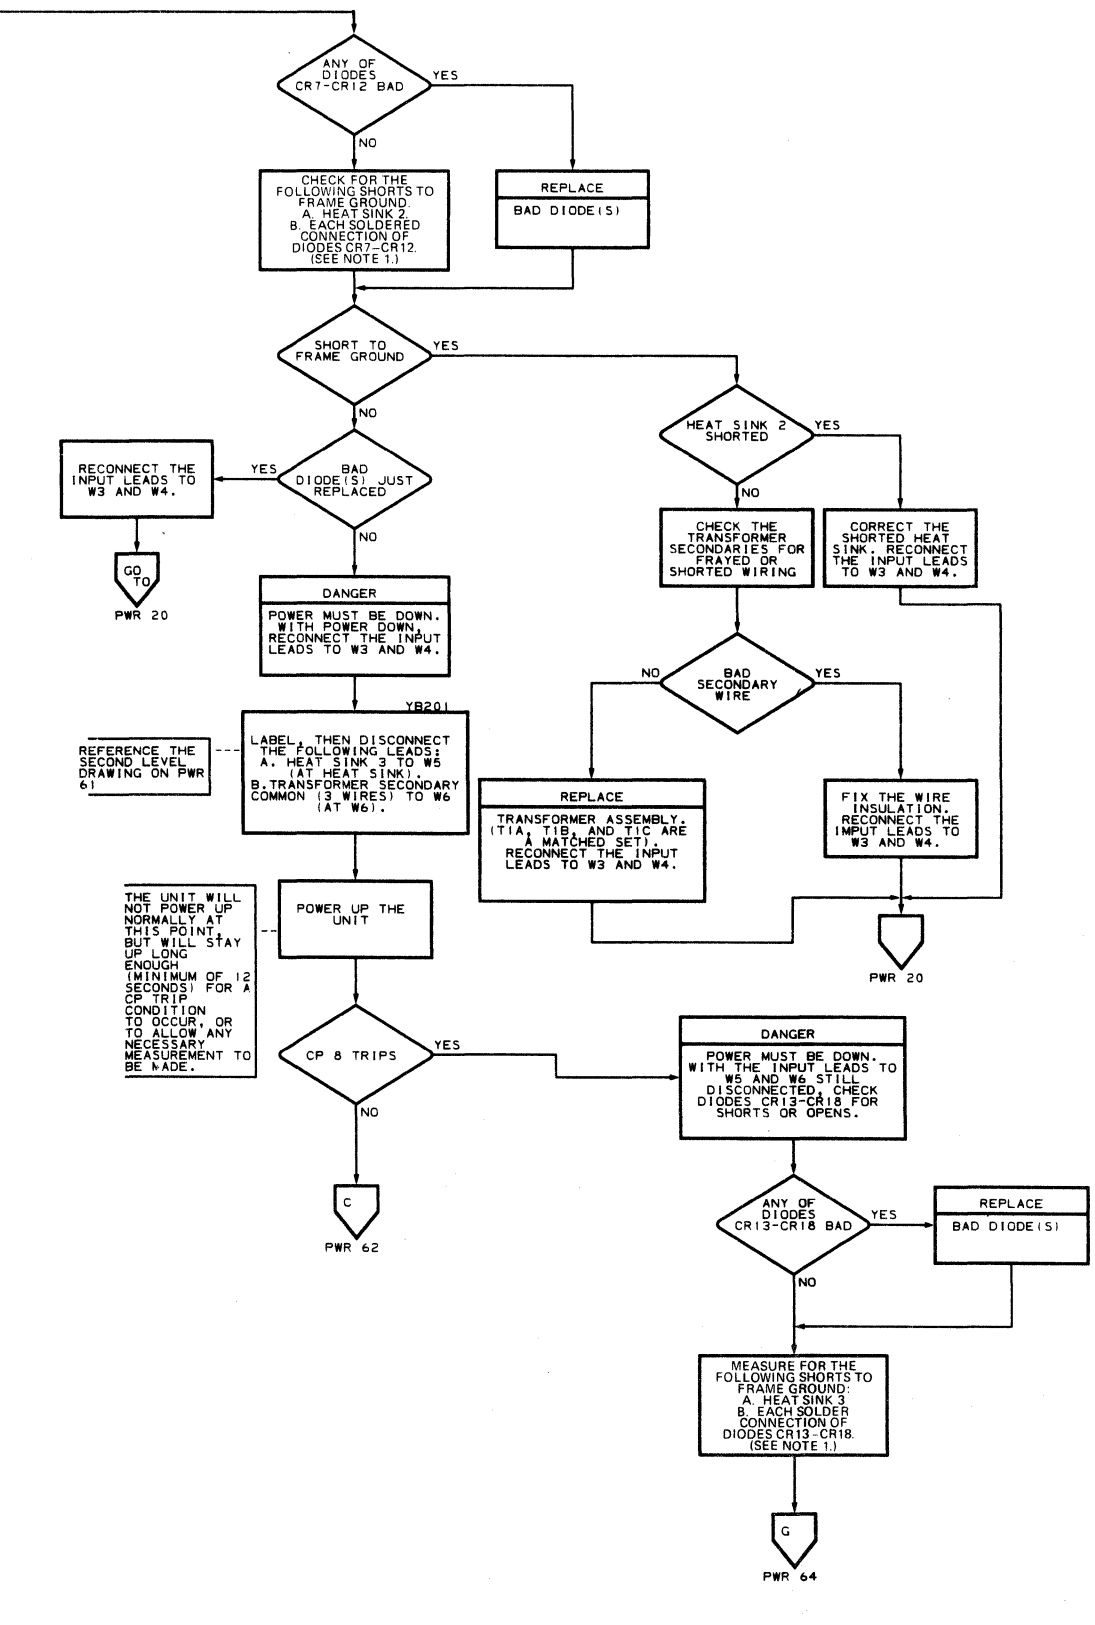 ANY OF
DIODES
CR7-CR12 BAD
YES
NO
CHECK FOR THE
FOLLOWING SHORTS TO
FRAME GROUND.
A. HEAT SINK 2.
B. EACH SOLDERED
CONNECTION OF
DIODES CR7-CR12.
(SEE NOTE 1.)
REPLACE
BAD DIODE(S)
SHORT TO
FRAME GROUND
YES
NO
HEAT SINK 2
SHORTED
YES
NO
BAD
DIODE(S) JUST
REPLACED
YES
NO
RECONNECT THE
INPUT LEADS TO
W3 AND W4.
GO
TO
PWR 20
CHECK THE
TRANSFORMER
SECONDARIES FOR
FRAYED OR
SHORTED WIRING
CORRECT THE
SHORTED HEAT
SINK. RECONNECT
THE INPUT LEADS
TO W3 AND W4.
DANGER
POWER MUST BE DOWN.
WITH POWER DOWN,
RECONNECT THE INPUT
LEADS TO W3 AND W4.
BAD
SECONDARY
WIRE
NO
YES
YB201
LABEL, THEN DISCONNECT
THE FOLLOWING LEADS:
A. HEAT SINK 3 TO W5
(AT HEAT SINK).
B.TRANSFORMER SECONDARY
COMMON (3 WIRES) TO W6
(AT W6).
REFERENCE THE
SECOND LEVEL
DRAWING ON PWR
61
REPLACE
TRANSFORMER ASSEMBLY.
(T1A, T1B, AND T1C ARE
A MATCHED SET).
RECONNECT THE INPUT
LEADS TO W3 AND W4.
FIX THE WIRE
INSULATION.
RECONNECT THE
IMPUT LEADS TO
W3 AND W4.
PWR 20
THE UNIT WILL
NOT POWER UP
NORMALLY AT
THIS POINT,
BUT WILL STAY
UP LONG
ENOUGH
(MINIMUM OF 12
SECONDS) FOR A
CP TRIP
CONDITION
TO OCCUR, OR
TO ALLOW ANY
NECESSARY
MEASUREMENT TO
BE MADE.
POWER UP THE
UNIT
CP 8 TRIPS
YES
NO
C
PWR 62
DANGER
POWER MUST BE DOWN.
WITH THE INPUT LEADS TO
W5 AND W6 STILL
DISCONNECTED, CHECK
DIODES CR13-CR18 FOR
SHORTS OR OPENS.
ANY OF
DIODES
CR13-CR18 BAD
YES
NO
REPLACE
BAD DIODE(S)
MEASURE FOR THE
FOLLOWING SHORTS TO
FRAME GROUND:
A. HEAT SINK 3
B. EACH SOLDER
CONNECTION OF
DIODES CR13-CR18.
(SEE NOTE 1.)
G
PWR 64